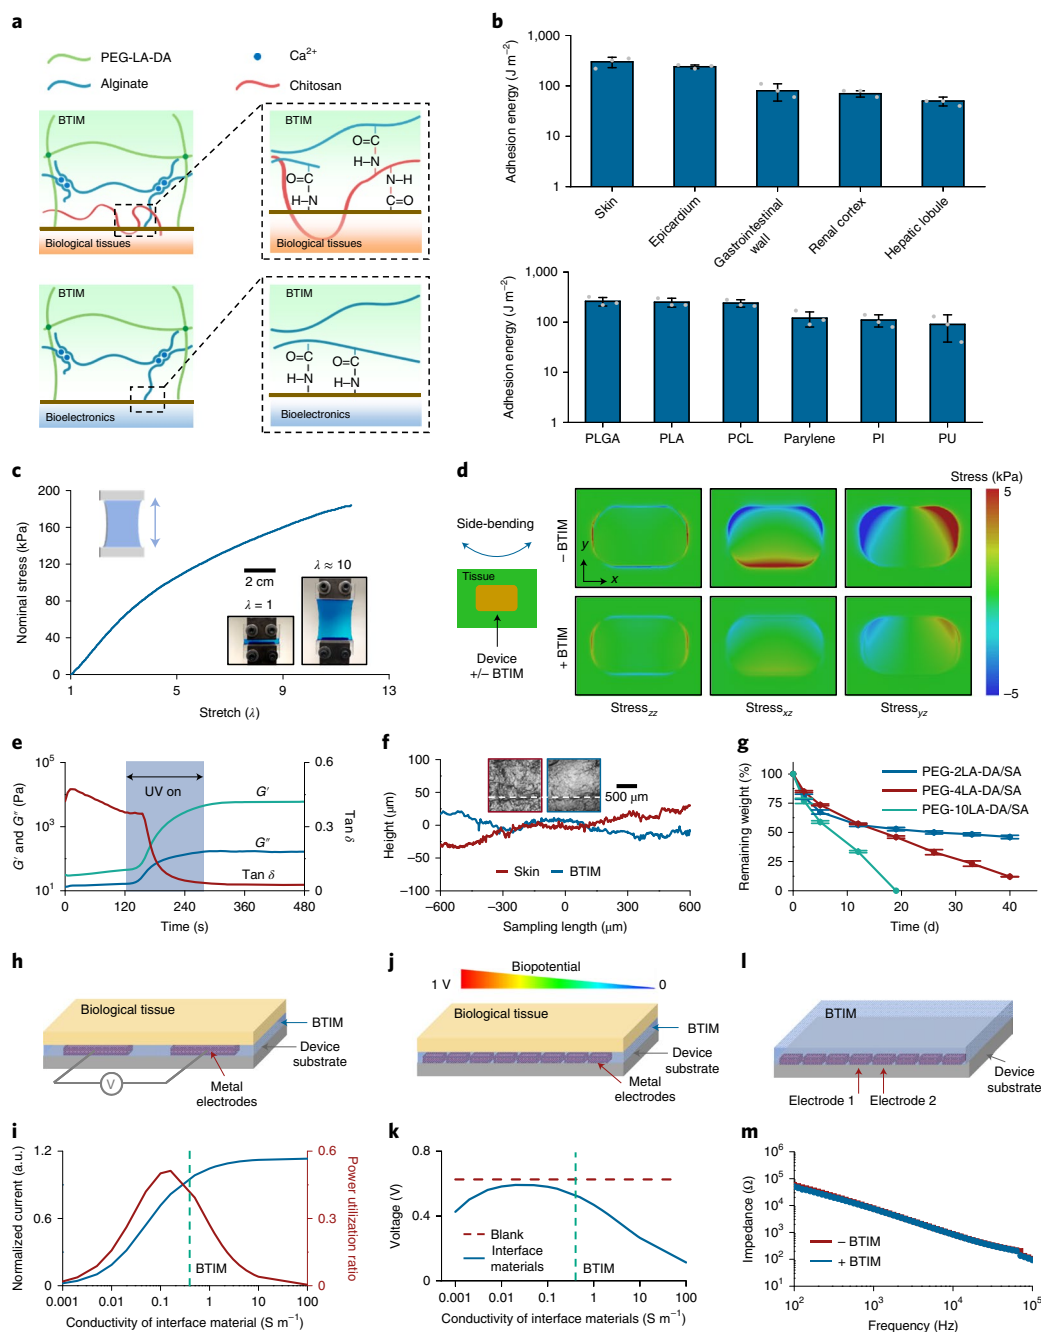 a
PEG-LA-DA
Ca2+
Alginate
Chitosan
BTIM
Biological tissues
BTIM
O=C
H–N
O=C
H–N
N–H
C=O
Biological tissues
BTIM
Bioelectronics
BTIM
O=C
H–N
O=C
H–N
Bioelectronics
b
Adhesion energy (J m−2)
1,000
100
10
1
Skin
Epicardium
Gastrointestinal
wall
Renal cortex
Hepatic lobule
Adhesion energy (J m−2)
1,000
100
10
1
PLGA
PLA
PCL
Parylene
PI
PU
c
Nominal stress (kPa)
200
160
120
80
40
0
2 cm
λ = 1
λ ≈ 10
1
5
9
13
Stretch (λ)
d
Side-bending
Tissue
Device
+/− BTIM
− BTIM
+ BTIM
y
x
Stresszz
Stressxz
Stressyz
Stress (kPa)
5
−5
e
G′ and G″ (Pa)
105
103
101
UV on
G′
G″
Tan δ
0.6
0.4
0.2
0
Tan δ
0
120
240
360
480
Time (s)
f
Height (μm)
100
50
0
−50
−100
500 μm
Skin
BTIM
−600
−300
0
300
600
Sampling length (μm)
g
Remaining weight (%)
100
75
50
25
0
PEG-2LA-DA/SA
PEG-4LA-DA/SA
PEG-10LA-DA/SA
0
10
20
30
40
Time (d)
h
Biological tissue
BTIM
Device
substrate
Metal
electrodes
V
j
Biopotential
1 V
0
Biological tissue
BTIM
Device
substrate
Metal
electrodes
l
BTIM
Device
substrate
Electrode 1
Electrode 2
i
Normalized current (a.u.)
1.2
0.6
0
BTIM
0.6
0.3
0
Power utilization ratio
0.001
0.01
0.1
1
10
100
Conductivity of interface material (S m−1)
k
Voltage (V)
0.8
0.4
0
Blank
Interface
materials
BTIM
0.001
0.01
0.1
1
10
100
Conductivity of interface materials (S m−1)
m
Impedance (Ω)
106
105
104
103
102
101
− BTIM
+ BTIM
102
103
104
105
Frequency (Hz)